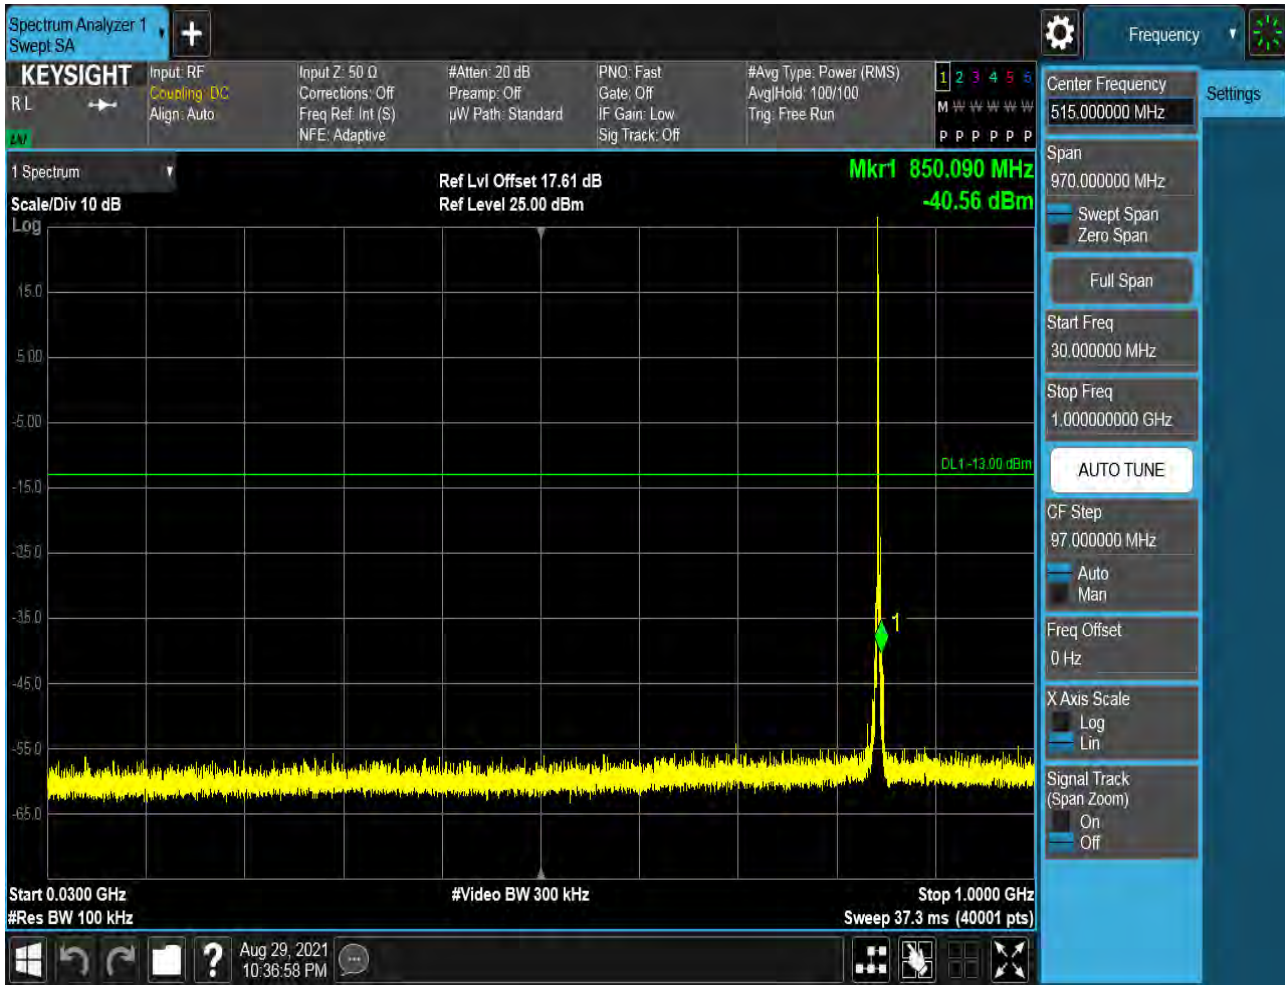 Spectrum Analyzer 1
Swept SA
Frequency
KEYSIGHT
R L
Input: RF
Coupling: DC
Align: Auto
Input Z: 50 Ω
Corrections: Off
Freq Ref: Int (S)
NFE: Adaptive
#Atten: 20 dB
Preamp: Off
µW Path: Standard
PNO: Fast
Gate: Off
IF Gain: Low
Sig Track: Off
#Avg Type: Power (RMS)
Avg|Hold: 100/100
Trig: Free Run
1 2 3 4 5 6
M W W W W W
P P P P P P
1 Spectrum
Scale/Div 10 dB
Log
Ref Lvl Offset 17.61 dB
Ref Level 25.00 dBm
Mkr1 850.090 MHz
-40.56 dBm
15.0
5.00
-5.00
DL1 -13.00 dBm
-15.0
-25.0
-35.0
1
-45.0
-55.0
-65.0
Start 0.0300 GHz
#Res BW 100 kHz
#Video BW 300 kHz
Stop 1.0000 GHz
Sweep 37.3 ms (40001 pts)
Aug 29, 2021
10:36:58 PM
Center Frequency
515.000000 MHz
Settings
Span
970.000000 MHz
Swept Span
Zero Span
Full Span
Start Freq
30.000000 MHz
Stop Freq
1.000000000 GHz
AUTO TUNE
CF Step
97.000000 MHz
Auto
Man
Freq Offset
0 Hz
X Axis Scale
Log
Lin
Signal Track
(Span Zoom)
On
Off